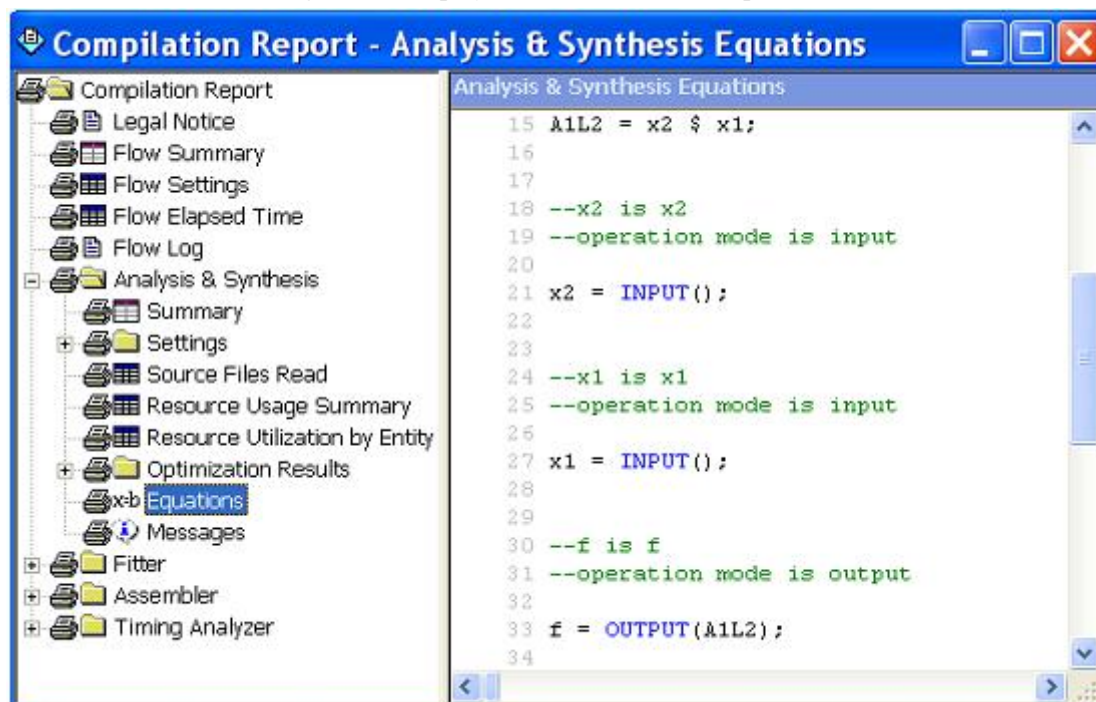 Compilation Report - Analysis & Synthesis Equations
Compilation Report
Legal Notice
Flow Summary
Flow Settings
Flow Elapsed Time
Flow Log
Analysis & Synthesis
Summary
Settings
Source Files Read
Resource Usage Summary
Resource Utilization by Entity
Optimization Results
x=b Equations
Messages
Fitter
Assembler
Timing Analyzer
Analysis & Synthesis Equations
15 A1L2 = x2 $ x1;
16
17
18 --x2 is x2
19 --operation mode is input
20
21 x2 = INPUT();
22
23
24 --x1 is x1
25 --operation mode is input
26
27 x1 = INPUT();
28
29
30 --f is f
31 --operation mode is output
32
33 f = OUTPUT(A1L2);
34